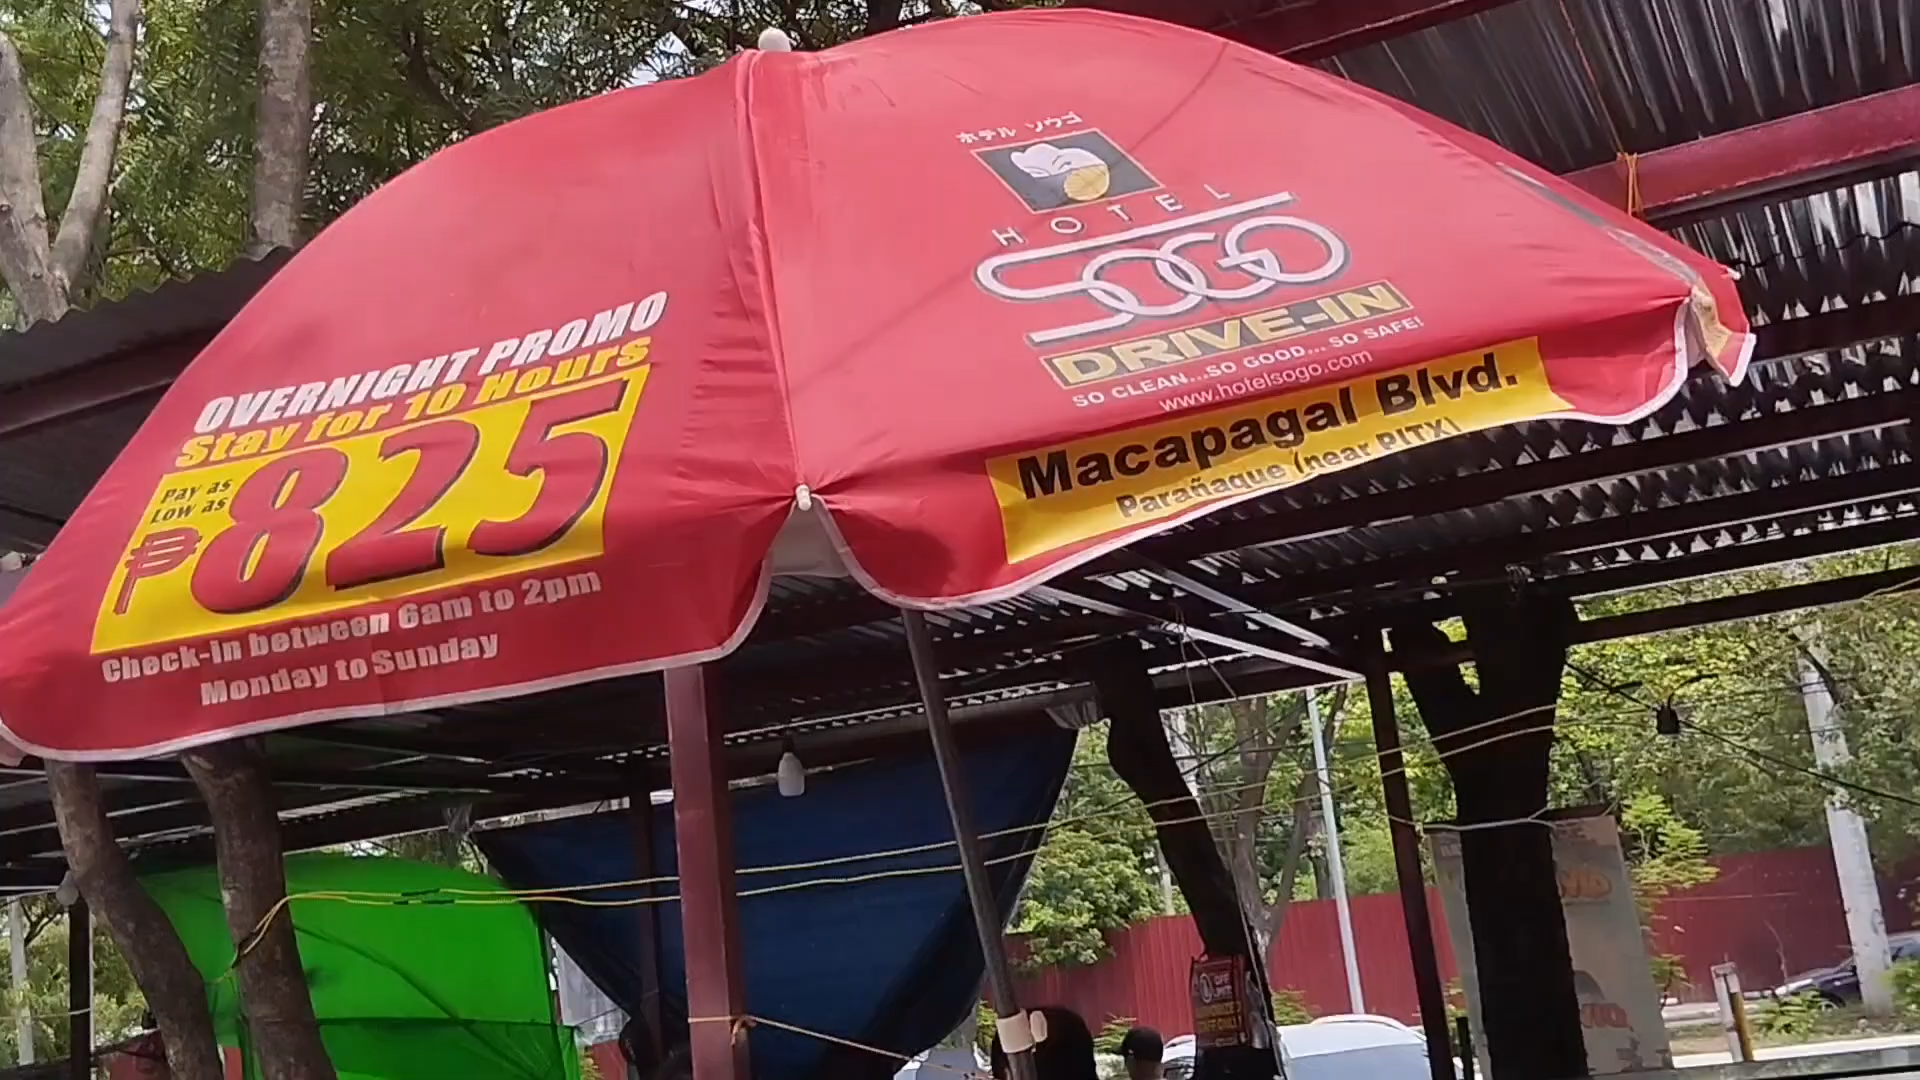 OVERNIGHT PROMO
Stay for 10 Hours
Pay as
Low as
₱825
Check-in between 6am to 2pm
Monday to Sunday
ホテル ソウゴ
HOTEL
SOGO
DRIVE-IN
SO CLEAN...SO GOOD... SO SAFE!
www.hotelsogo.com
Macapagal Blvd.
Parañaque (near PITX)